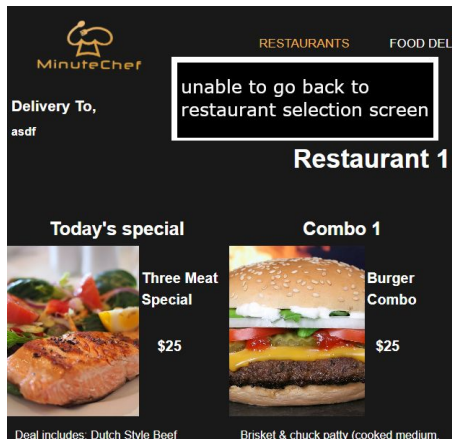 MinuteChef
RESTAURANTS
FOOD DEL
unable to go back to
restaurant selection screen
Delivery To,
asdf
Restaurant 1
Today's special
Combo 1
Three Meat
Special
$25
Burger
Combo
$25
Deal includes: Dutch Style Beef
Brisket & chuck patty (cooked medium,